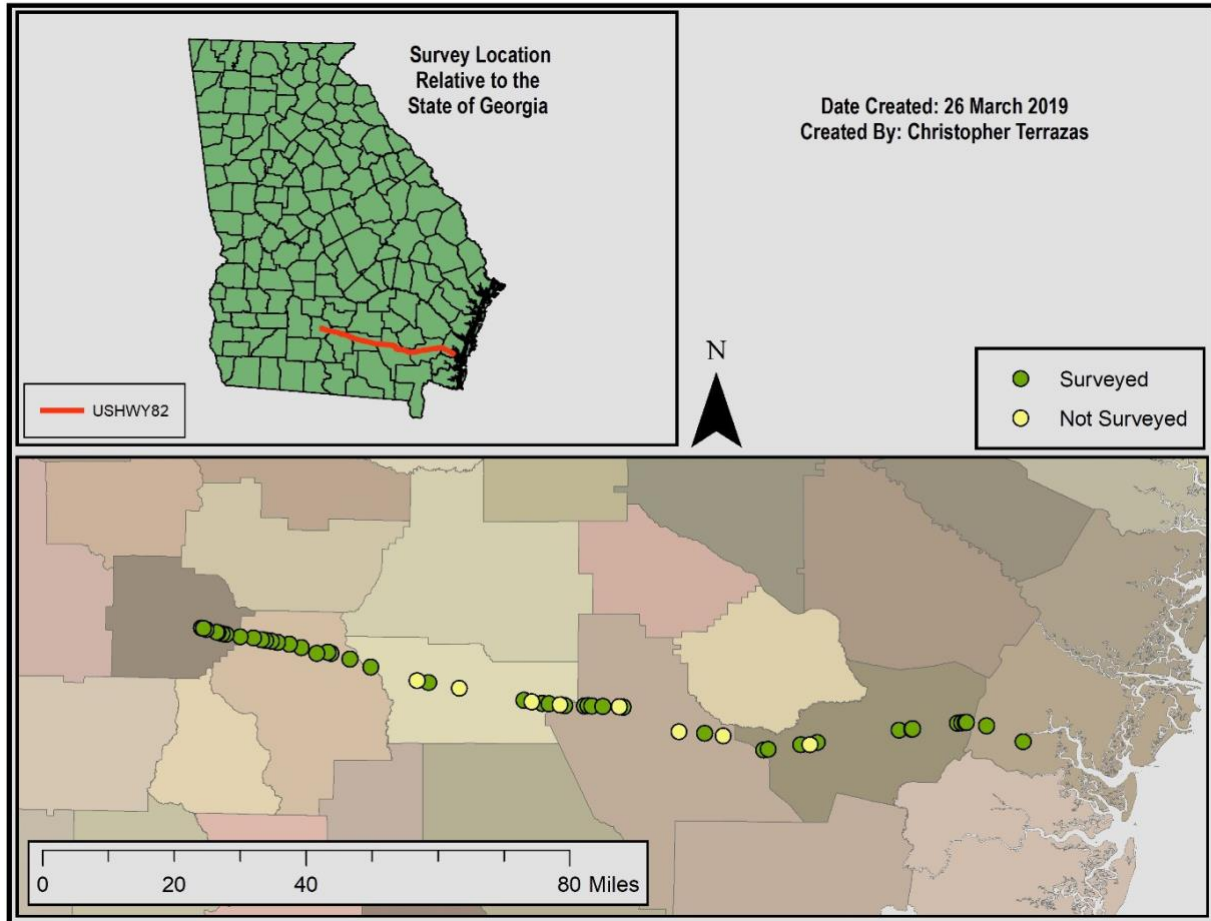 Survey Location
Relative to the
State of Georgia
Date Created: 26 March 2019
Created By: Christopher Terrazas
USHWY82
N
Surveyed
Not Surveyed
0 20 40 80 Miles